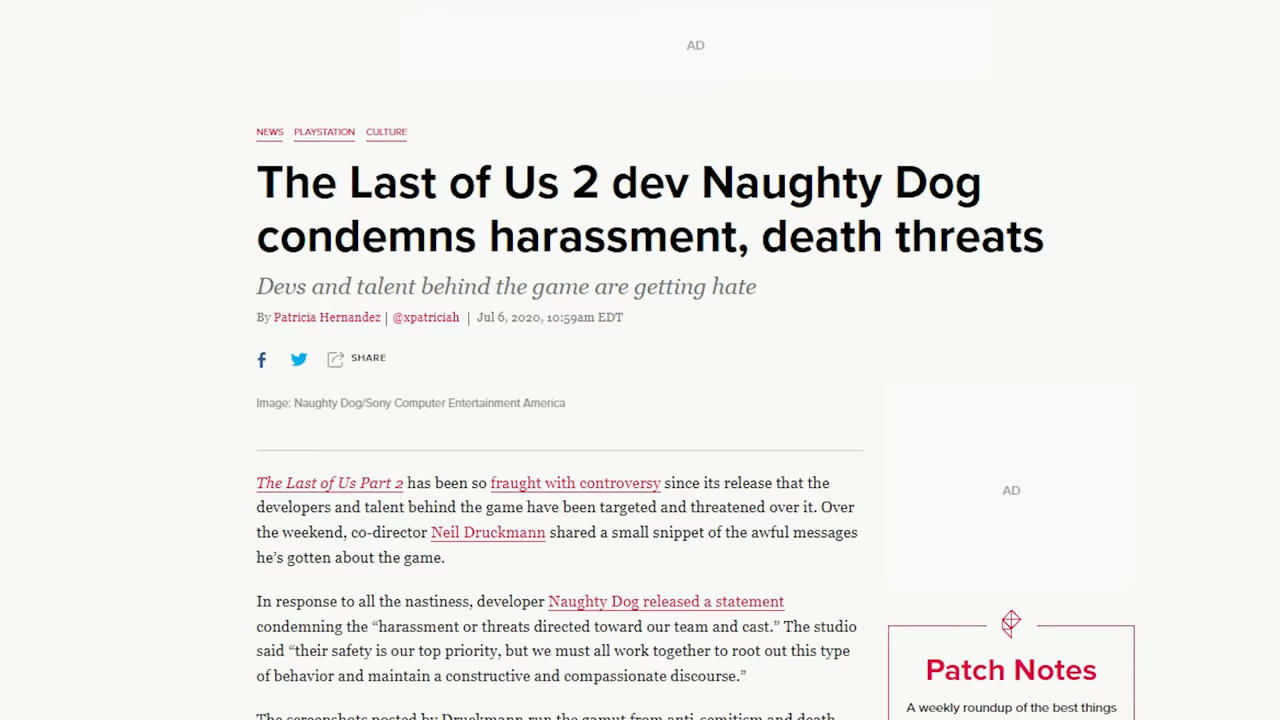 AD
NEWS PLAYSTATION CULTURE
The Last of Us 2 dev Naughty Dog
condemns harassment, death threats
Devs and talent behind the game are getting hate
By Patricia Hernandez | @xpatriciah | Jul 6, 2020, 10:59am EDT
SHARE
Image: Naughty Dog/Sony Computer Entertainment America
The Last of Us Part 2 has been so fraught with controversy since its release that the
developers and talent behind the game have been targeted and threatened over it. Over
the weekend, co-director Neil Druckmann shared a small snippet of the awful messages
he’s gotten about the game.
In response to all the nastiness, developer Naughty Dog released a statement
condemning the “harassment or threats directed toward our team and cast.” The studio
said “their safety is our top priority, but we must all work together to root out this type
of behavior and maintain a constructive and compassionate discourse.”
The screenshots posted by Druckmann run the gamut from anti-semitism and death
AD
Patch Notes
A weekly roundup of the best things